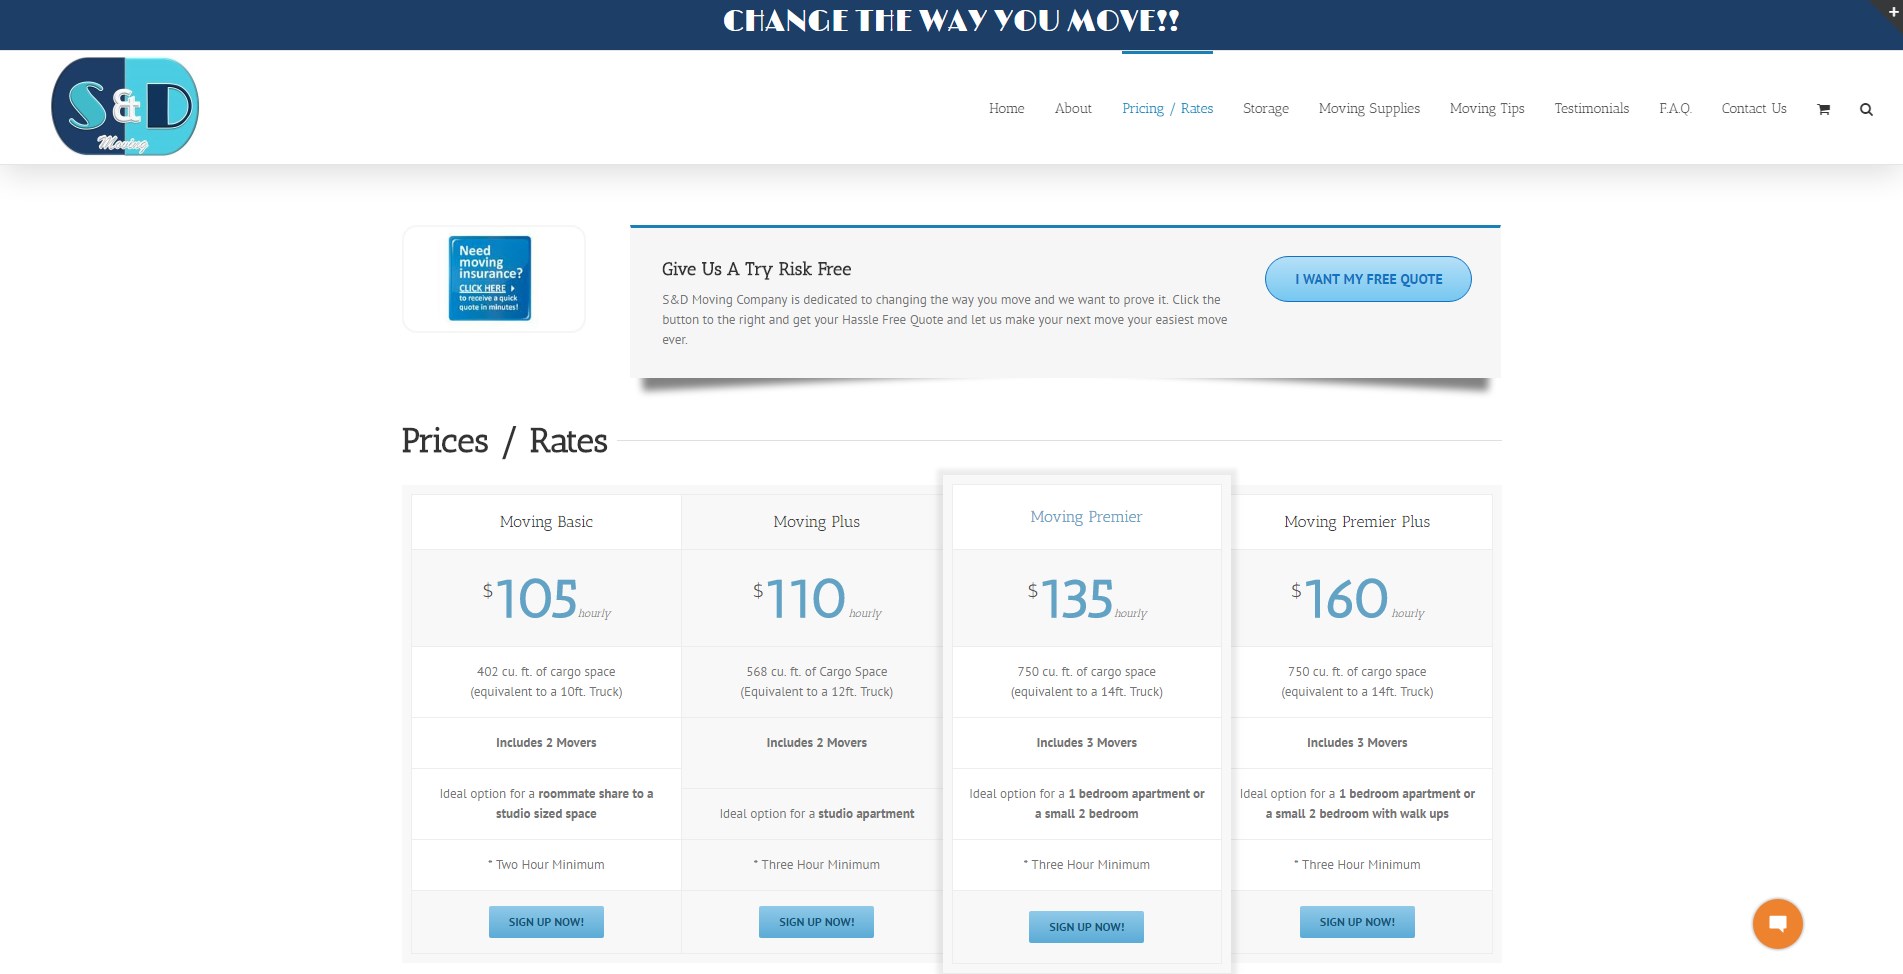 CHANGE THE WAY YOU MOVE!!
+
S&D
Moving
Home
About
Pricing / Rates
Storage
Moving Supplies
Moving Tips
Testimonials
F.A.Q.
Contact Us
Need
moving
insurance?
CLICK HERE
to receive a quick
quote in minutes!
Give Us A Try Risk Free
S&D Moving Company is dedicated to changing the way you move and we want to prove it. Click the
button to the right and get your Hassle Free Quote and let us make your next move your easiest move
ever.
I WANT MY FREE QUOTE
Prices / Rates
Moving Basic
$105 hourly
402 cu. ft. of cargo space
(equivalent to a 10ft. Truck)
Includes 2 Movers
Ideal option for a roommate share to a
studio sized space
* Two Hour Minimum
SIGN UP NOW!
Moving Plus
$110 hourly
568 cu. ft. of Cargo Space
(Equivalent to a 12ft. Truck)
Includes 2 Movers
Ideal option for a studio apartment
* Three Hour Minimum
SIGN UP NOW!
Moving Premier
$135 hourly
750 cu. ft. of cargo space
(equivalent to a 14ft. Truck)
Includes 3 Movers
Ideal option for a 1 bedroom apartment or
a small 2 bedroom
* Three Hour Minimum
SIGN UP NOW!
Moving Premier Plus
$160 hourly
750 cu. ft. of cargo space
(equivalent to a 14ft. Truck)
Includes 3 Movers
Ideal option for a 1 bedroom apartment or
a small 2 bedroom with walk ups
* Three Hour Minimum
SIGN UP NOW!